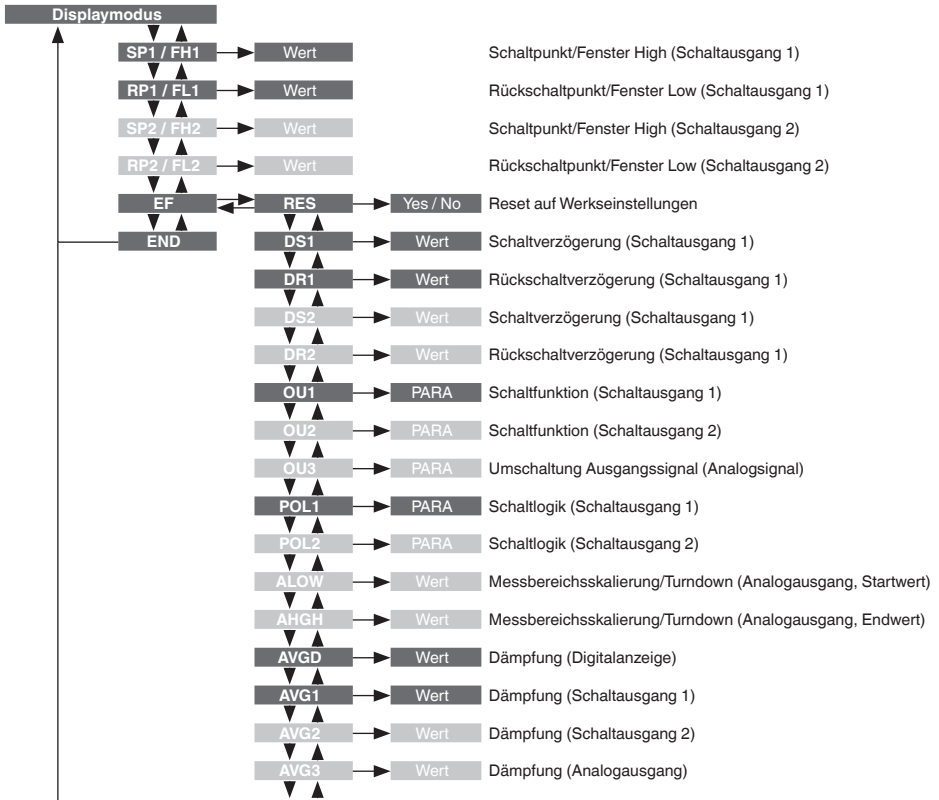 Displaymodus
SP1 / FH1 Wert Schaltpunkt/Fenster High (Schaltausgang 1)
RP1 / FL1 Wert Rückschaltpunkt/Fenster Low (Schaltausgang 1)
SP2 / FH2 Wert Schaltpunkt/Fenster High (Schaltausgang 2)
RP2 / FL2 Wert Rückschaltpunkt/Fenster Low (Schaltausgang 2)
EF RES Yes / No Reset auf Werkseinstellungen
END DS1 Wert Schaltverzögerung (Schaltausgang 1)
DR1 Wert Rückschaltverzögerung (Schaltausgang 1)
DS2 Wert Schaltverzögerung (Schaltausgang 1)
DR2 Wert Rückschaltverzögerung (Schaltausgang 1)
OU1 PARA Schaltfunktion (Schaltausgang 1)
OU2 PARA Schaltfunktion (Schaltausgang 2)
OU3 PARA Umschaltung Ausgangssignal (Analogsignal)
POL1 PARA Schaltlogik (Schaltausgang 1)
POL2 PARA Schaltlogik (Schaltausgang 2)
ALOW Wert Messbereichsskalierung/Turndown (Analogausgang, Startwert)
AHGH Wert Messbereichsskalierung/Turndown (Analogausgang, Endwert)
AVGD Wert Dämpfung (Digitalanzeige)
AVG1 Wert Dämpfung (Schaltausgang 1)
AVG2 Wert Dämpfung (Schaltausgang 2)
AVG3 Wert Dämpfung (Analogausgang)